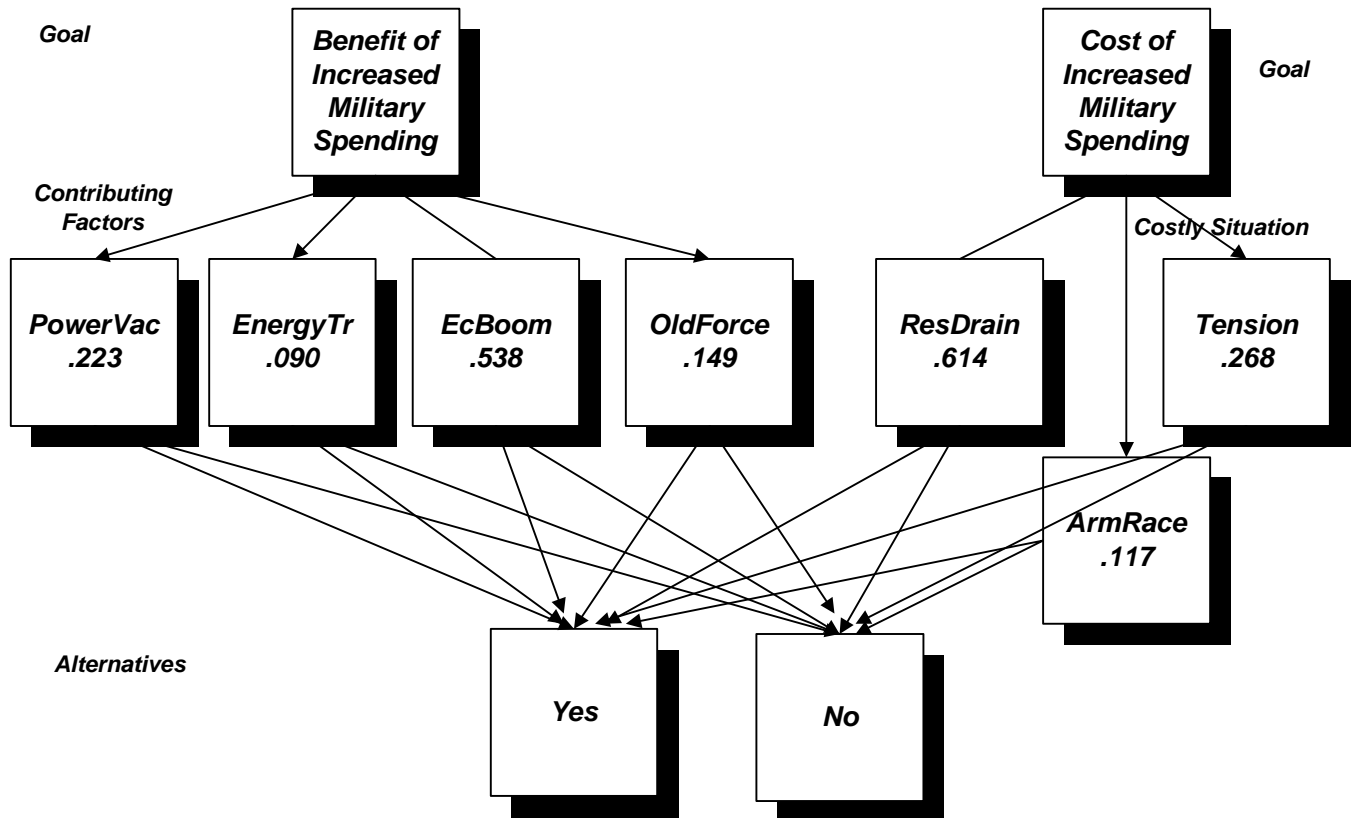 Goal
Benefit of
Increased
Military
Spending
Cost of
Increased
Military
Spending
Goal
Contributing
Factors
Costly Situation
PowerVac
.223
EnergyTr
.090
EcBoom
.538
OldForce
.149
ResDrain
.614
Tension
.268
ArmRace
.117
Alternatives
Yes
No